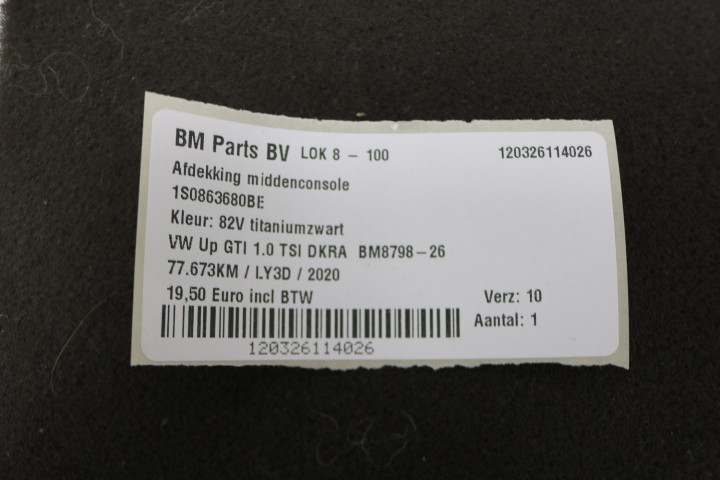 BM Parts BV LOK 8 - 100 120326114026
Afdekking middenconsole
1S0863680BE
Kleur: 82V titaniumzwart
VW Up GTI 1.0 TSI DKRA BM8798-26
77.673KM / LY3D / 2020
19,50 Euro incl BTW Verz: 10
Aantal: 1
120326114026